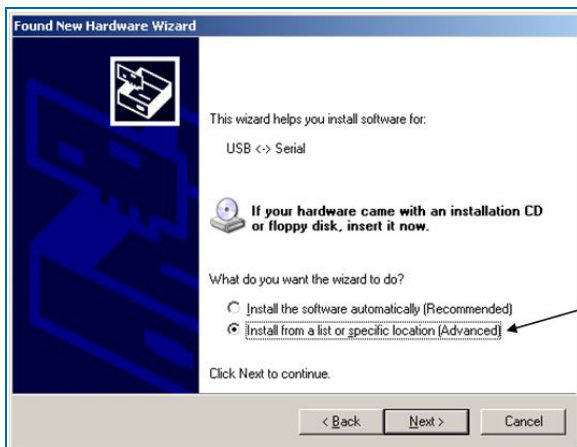 Found New Hardware Wizard
This wizard helps you install software for:
USB <-> Serial
If your hardware came with an installation CD
or floppy disk, insert it now.
What do you want the wizard to do?
Install the software automatically (Recommended)
Install from a list or specific location (Advanced)
Click Next to continue.
< Back Next > Cancel